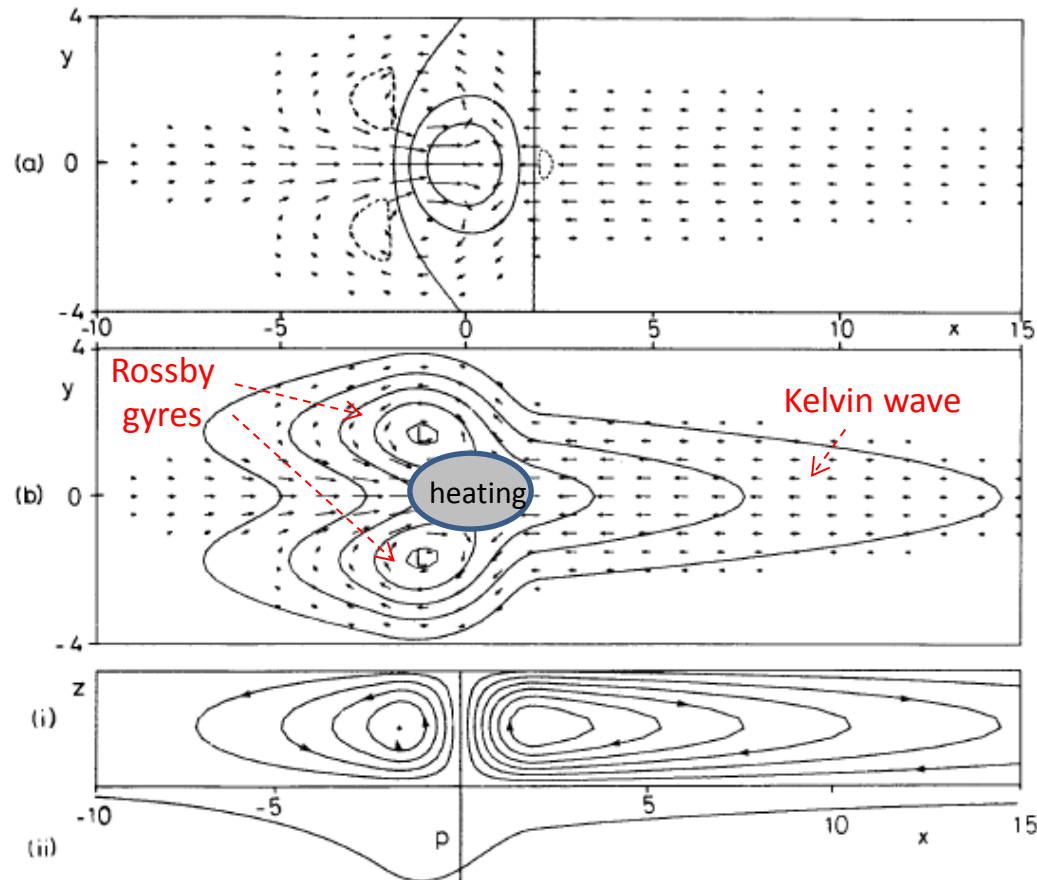 4
y
(a) 0
-4
-10 -5 0 5 10 x 15
4
y
Rossby
gyres
Kelvin wave
L
(b) 0
heating
L
-4
z
(i)
-10 -5 5 10 15
p x
(ii)